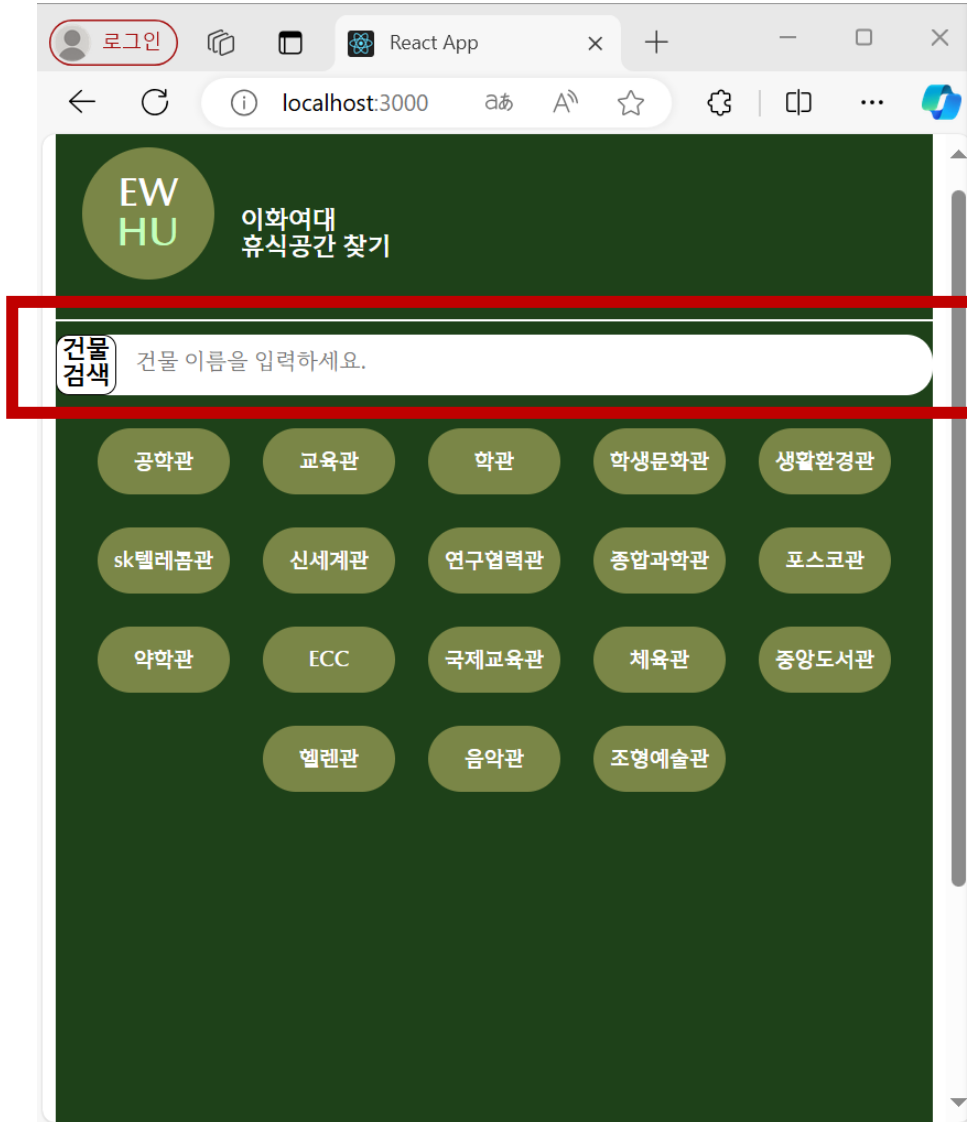 로그인 React App
localhost:3000 aあ A
EW
HU
이화여대
휴식공간 찾기
건물
검색
건물 이름을 입력하세요.
공학관 교육관 학관 학생문화관 생활환경관
sk텔레콤관 신세계관 연구협력관 종합과학관 포스코관
약학관 ECC 국제교육관 체육관 중앙도서관
헬렌관 음악관 조형예술관